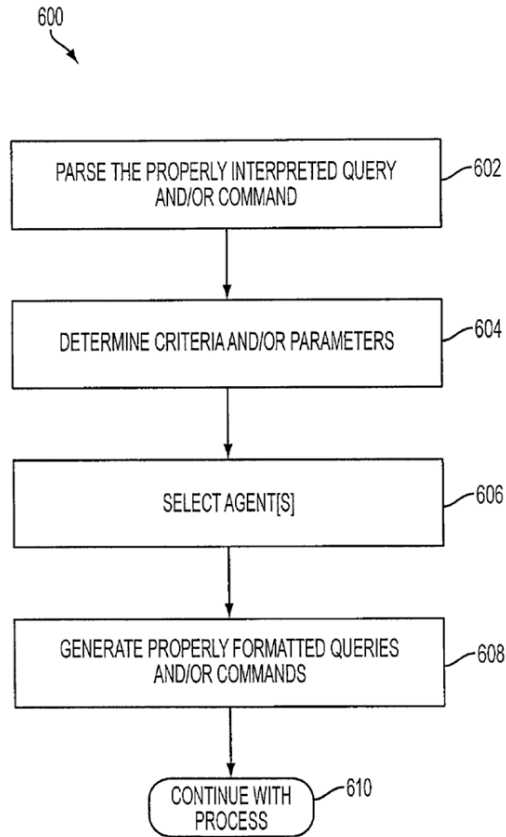 600
PARSE THE PROPERLY INTERPRETED QUERY
AND/OR COMMAND
602
DETERMINE CRITERIA AND/OR PARAMETERS
604
SELECT AGENT[S]
606
GENERATE PROPERLY FORMATTED QUERIES
AND/OR COMMANDS
608
CONTINUE WITH
PROCESS
610